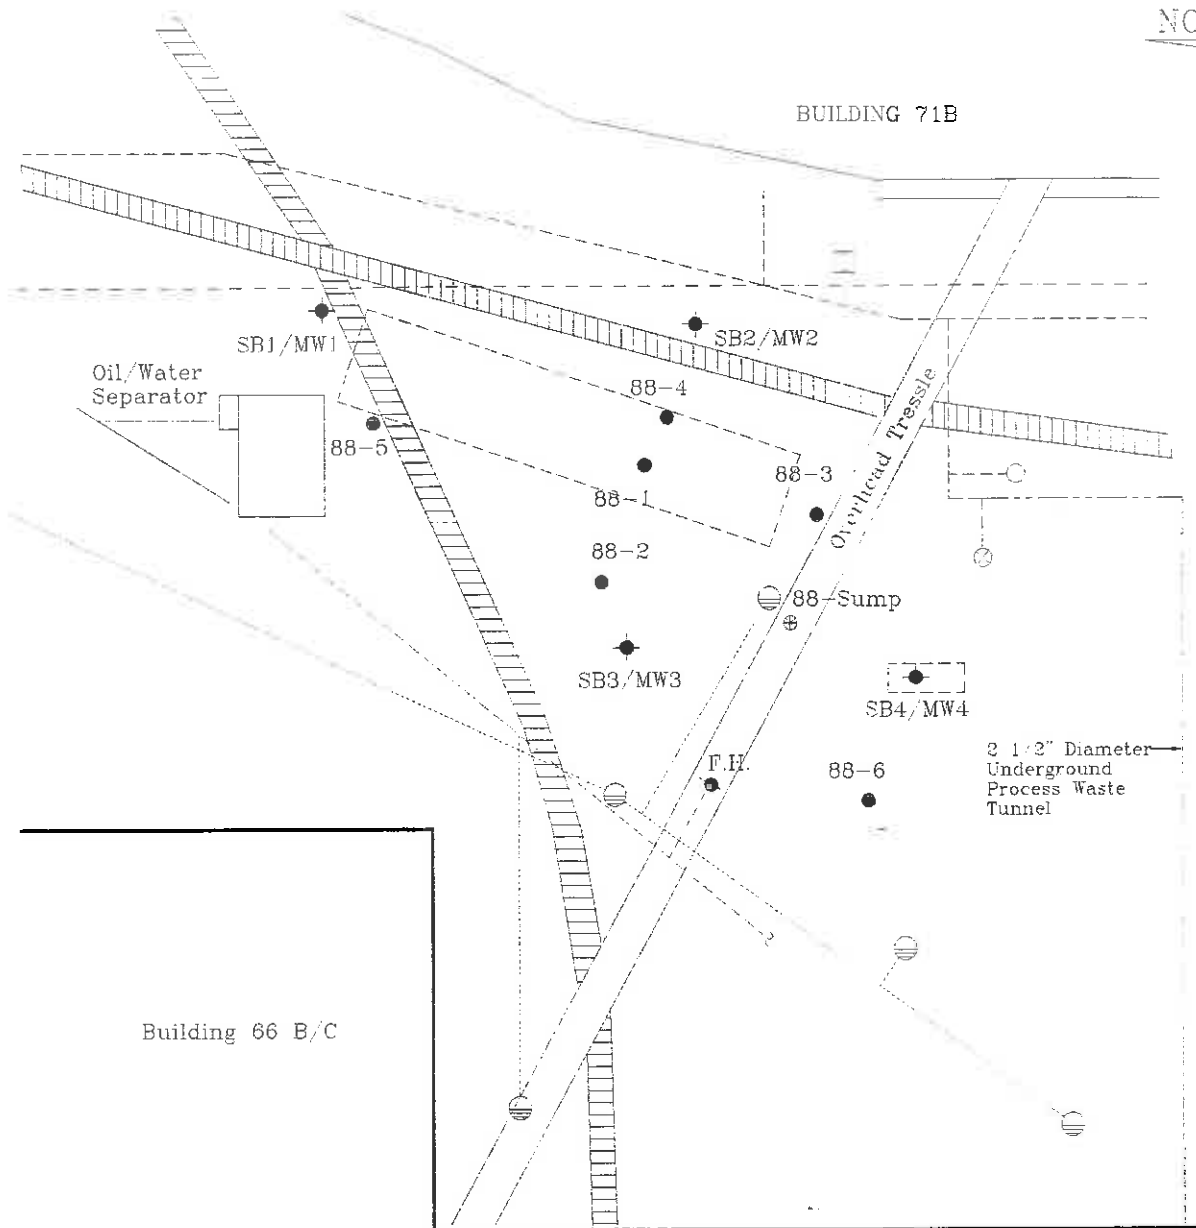 BUILDING 71B
SB1/MW1
SB2/MW2
Oil/Water
Separator
88-4
88-5
88-1
88-3
Overhead Tressle
88-2
88-Sump
SB3/MW3
SB4/MW4
F.H.
88-6
2 1/2" Diameter
Underground
Process Waste
Tunnel
?
Building 66 B/C